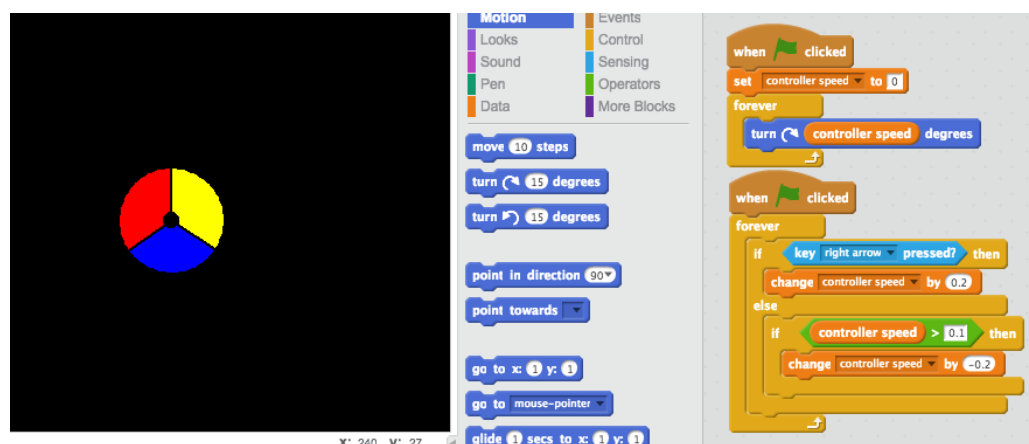 Motion Events
Looks Control
Sound Sensing
Pen Operators
Data More Blocks
move 10 steps
turn 15 degrees
turn 15 degrees
point in direction 90
point towards
go to x: 1 y: 1
go to mouse-pointer
glide 1 secs to x: 1 y: 1
X: 240 Y: 27
when clicked
set controller speed to 0
forever
turn controller speed degrees
when clicked
forever
if key right arrow pressed? then
change controller speed by 0.2
else
if controller speed > 0.1 then
change controller speed by -0.2